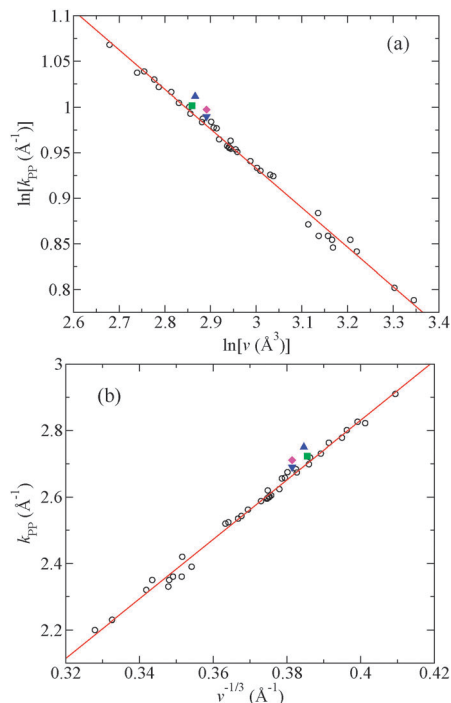 1.1
(a)
1.05
1
0.95
0.9
0.85
0.8
ln[k_PP (Å⁻¹)]
2.6 2.7 2.8 2.9 3 3.1 3.2 3.3 3.4
ln[v (Å³)]
3
(b)
2.8
2.6
2.4
2.2
k_PP (Å⁻¹)
0.32 0.34 0.36 0.38 0.4 0.42
v⁻¹/³ (Å⁻¹)